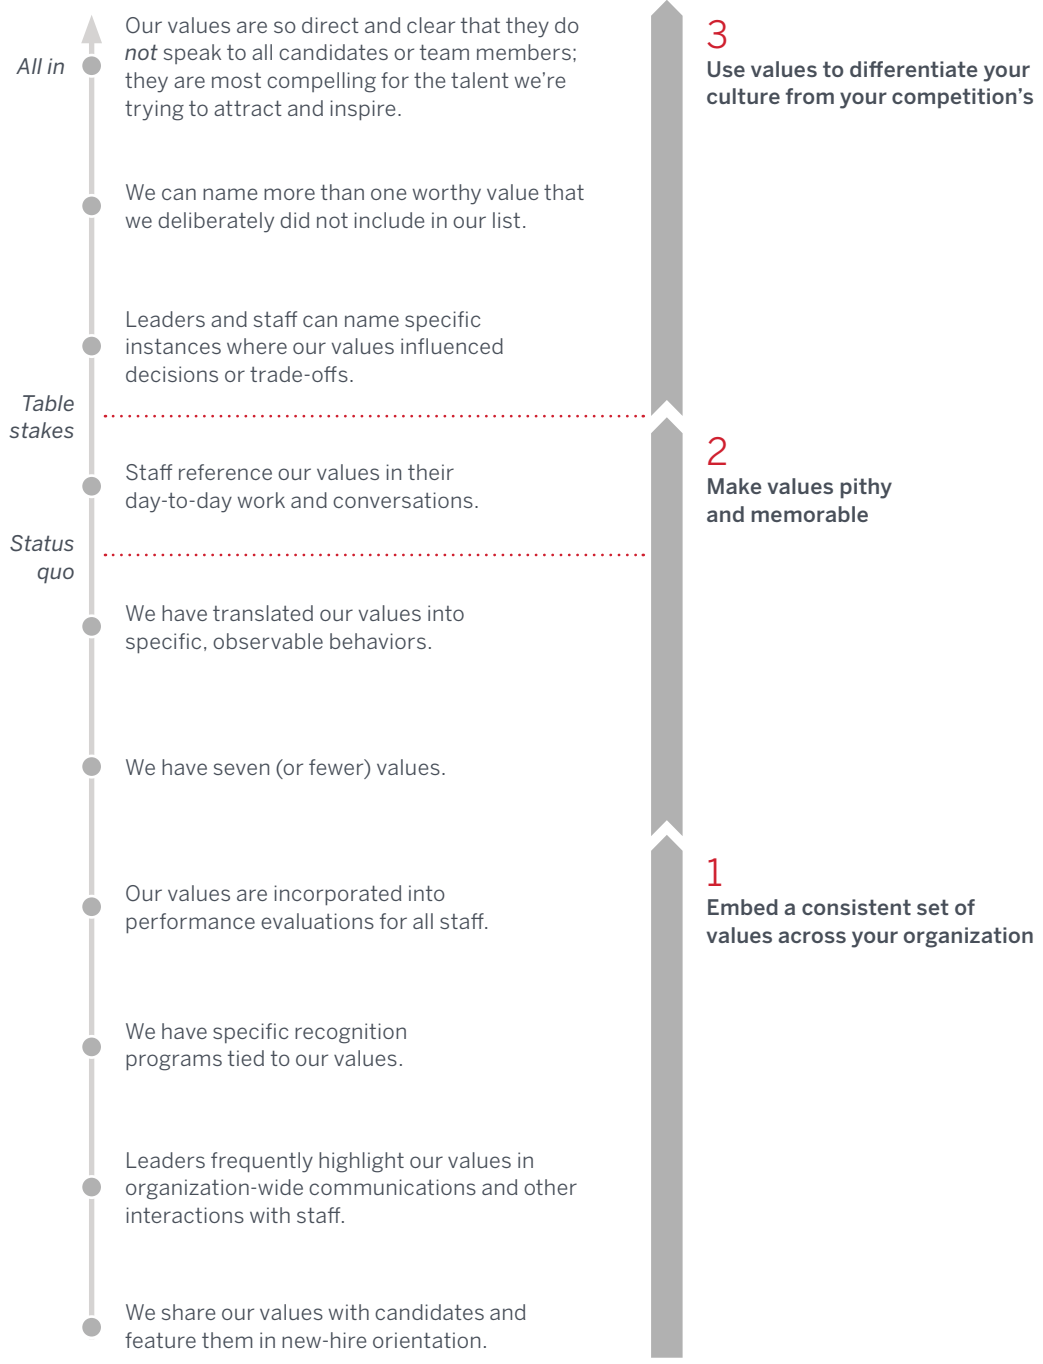 Our values are so direct and clear that they do
not speak to all candidates or team members;
they are most compelling for the talent we’re
trying to attract and inspire.
All in
3
Use values to differentiate your
culture from your competition’s
We can name more than one worthy value that
we deliberately did not include in our list.
Leaders and staff can name specific
instances where our values influenced
decisions or trade-offs.
Table
stakes
Staff reference our values in their
day-to-day work and conversations.
2
Make values pithy
and memorable
Status
quo
We have translated our values into
specific, observable behaviors.
We have seven (or fewer) values.
Our values are incorporated into
performance evaluations for all staff.
1
Embed a consistent set of
values across your organization
We have specific recognition
programs tied to our values.
Leaders frequently highlight our values in
organization-wide communications and other
interactions with staff.
We share our values with candidates and
feature them in new-hire orientation.